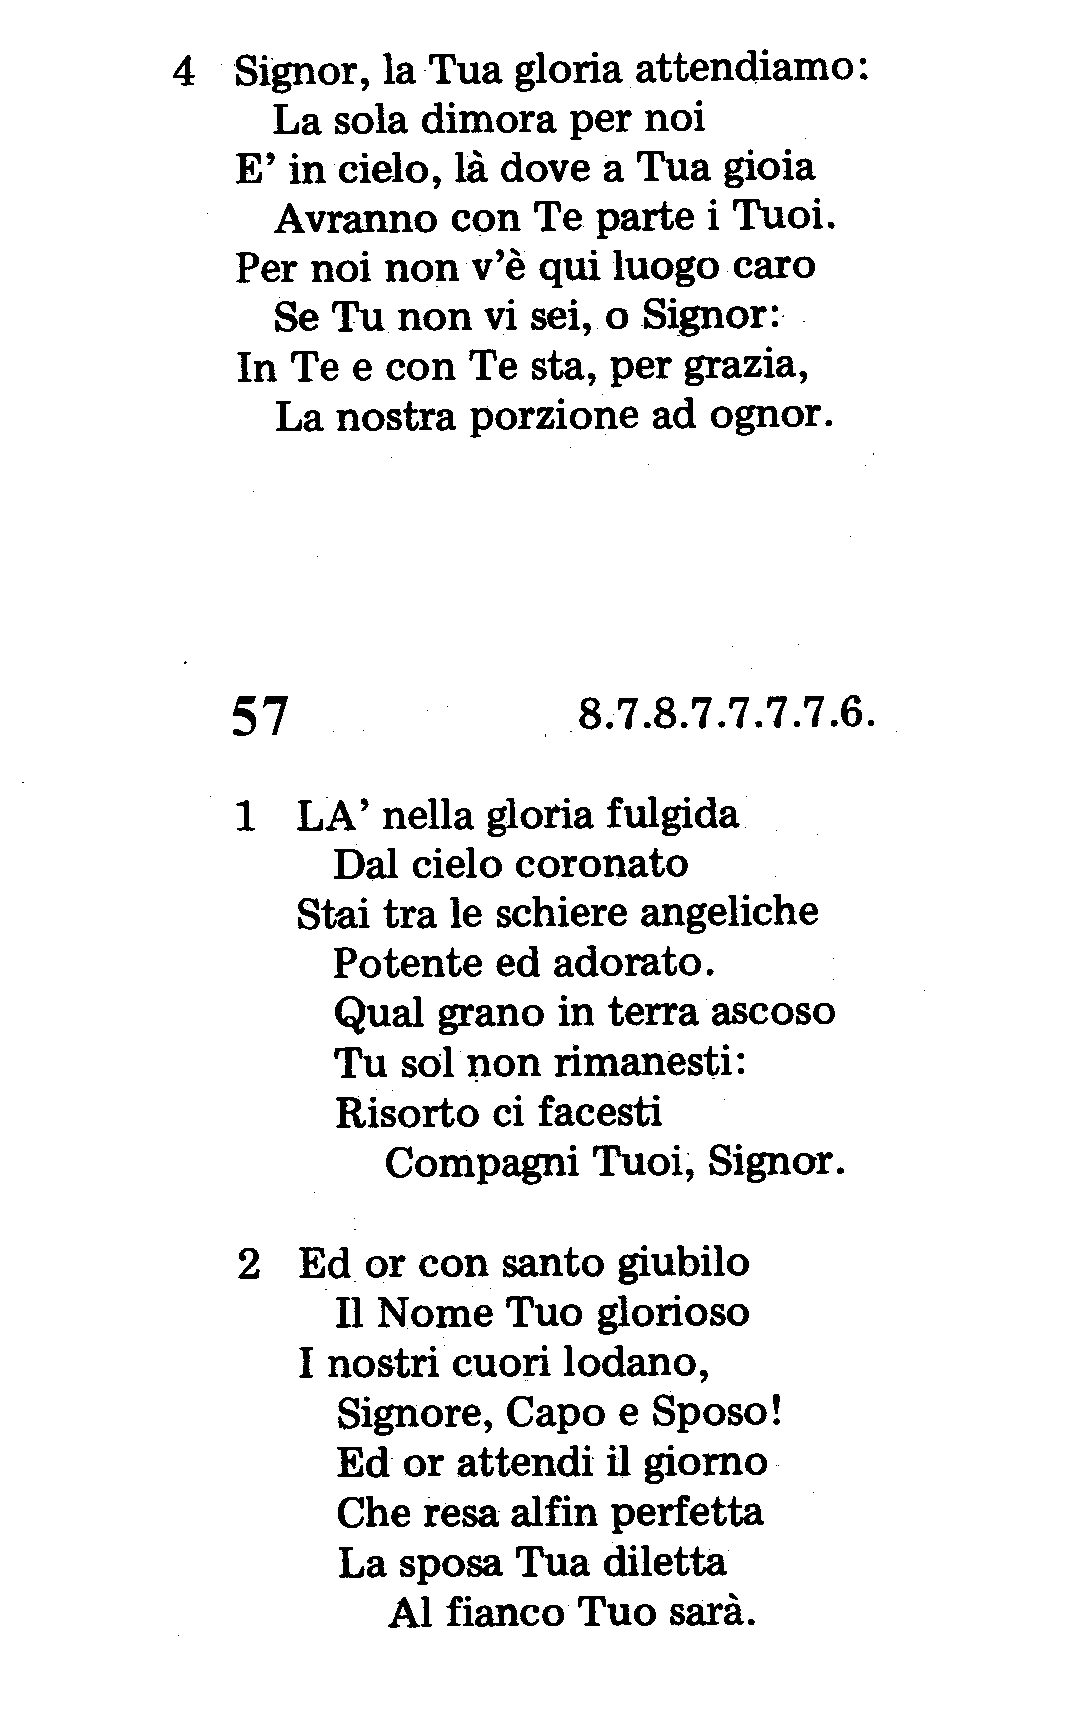 4 Signor, la Tua gloria attendiamo:
La sola dimora per noi
E' in cielo, là dove a Tua gioia
Avranno con Te parte i Tuoi.
Per noi non v'è qui luogo caro
Se Tu non vi sei, o Signor:
In Te e con Te sta, per grazia,
La nostra porzione ad ognor.
57 8.7.8.7.7.7.7.6.
1 LA' nella gloria fulgida
Dal cielo coronato
Stai tra le schiere angeliche
Potente ed adorato.
Qual grano in terra ascoso
Tu sol non rimanesti:
Risorto ci facesti
Compagni Tuoi, Signor.
2 Ed or con santo giubilo
Il Nome Tuo glorioso
I nostri cuori lodano,
Signore, Capo e Sposo!
Ed or attendi il giorno
Che resa alfin perfetta
La sposa Tua diletta
Al fianco Tuo sarà.